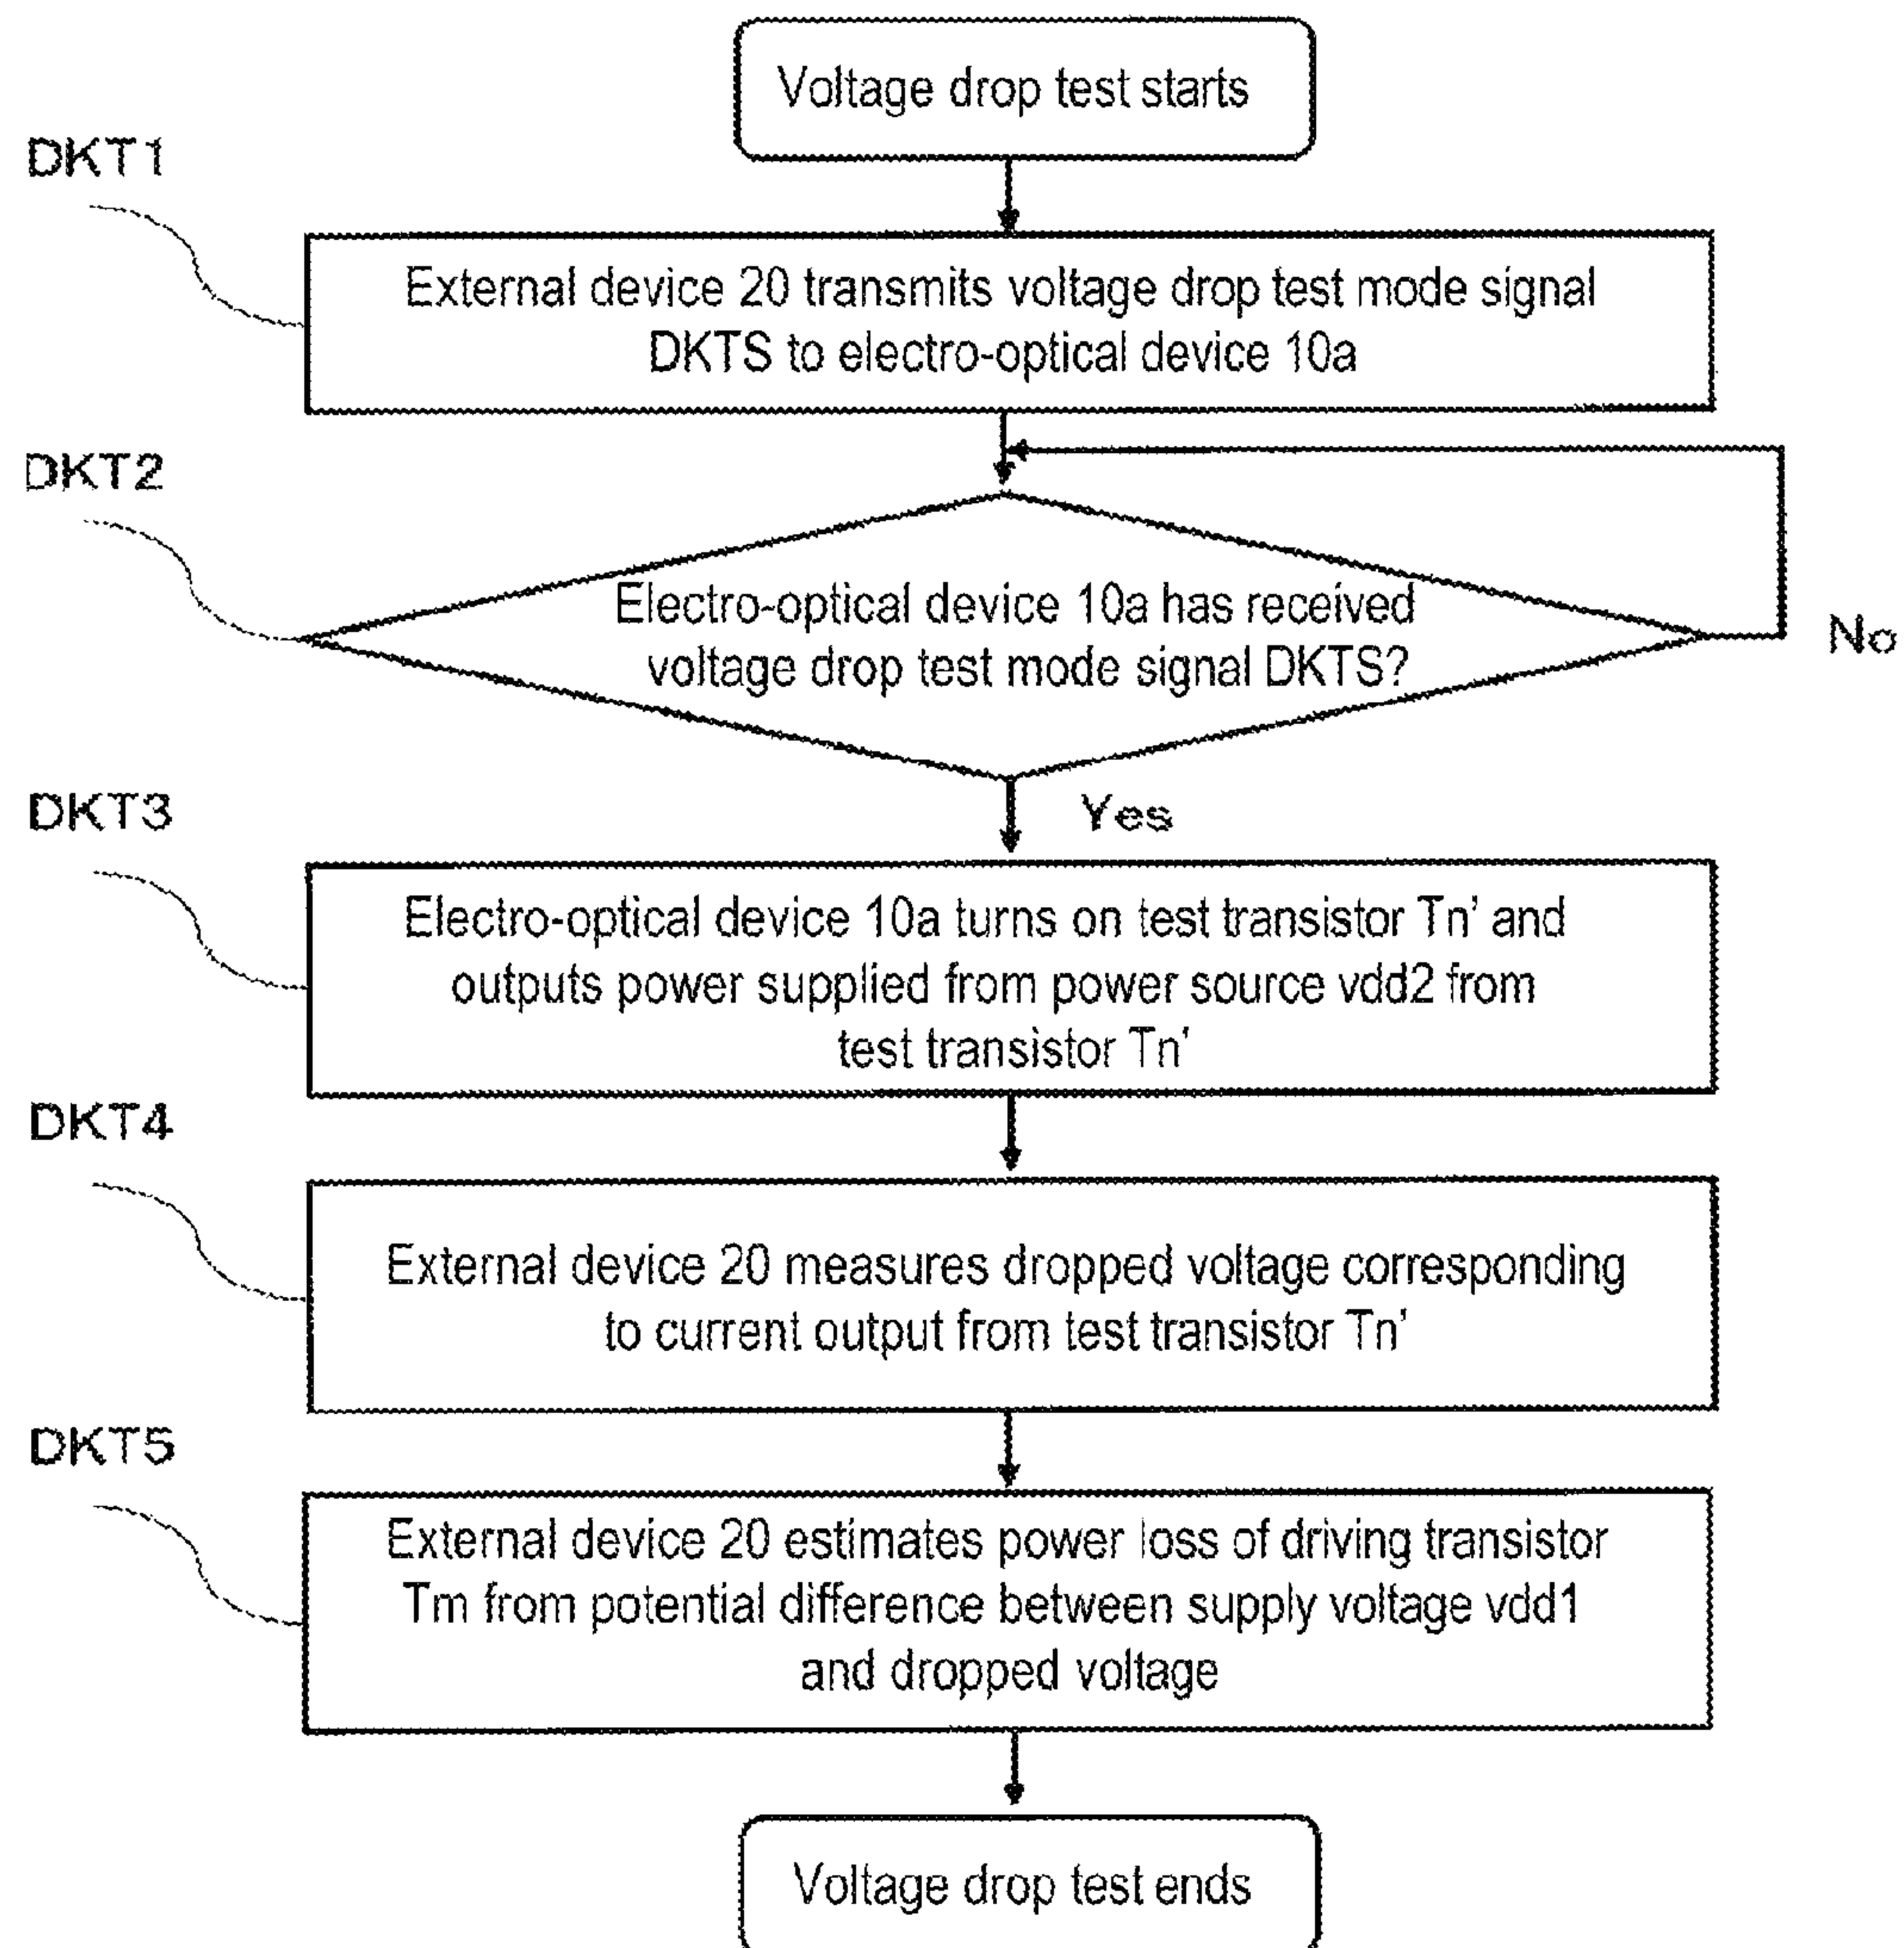 Voltage drop test starts
DKT1
External device 20 transmits voltage drop test mode signal
DKTS to electro-optical device 10a
DKT2
Electro-optical device 10a has received
voltage drop test mode signal DKTS?
No
Yes
DKT3
Electro-optical device 10a turns on test transistor Tn' and
outputs power supplied from power source vdd2 from
test transistor Tn'
DKT4
External device 20 measures dropped voltage corresponding
to current output from test transistor Tn'
DKT5
External device 20 estimates power loss of driving transistor
Tm from potential difference between supply voltage vdd1
and dropped voltage
Voltage drop test ends